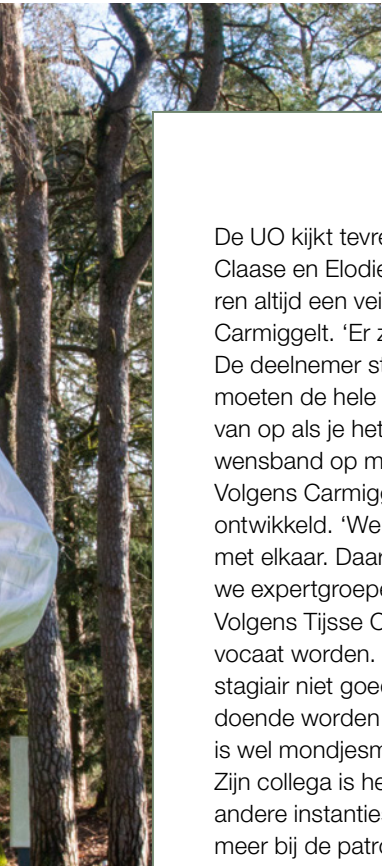 De UO kijkt tevre
Claase en Elodie
ren altijd een vei
Carmiggelt. ‘Er z
De deelnemer st
moeten de hele
van op als je het
wensband op m
Volgens Carmigg
ontwikkeld. ‘We
met elkaar. Daar
we expertgroepe
Volgens Tijsse C
vocaat worden.
stagiair niet goed
doende worden
is wel mondjesm
Zijn collega is he
andere instanties
meer bij de patro